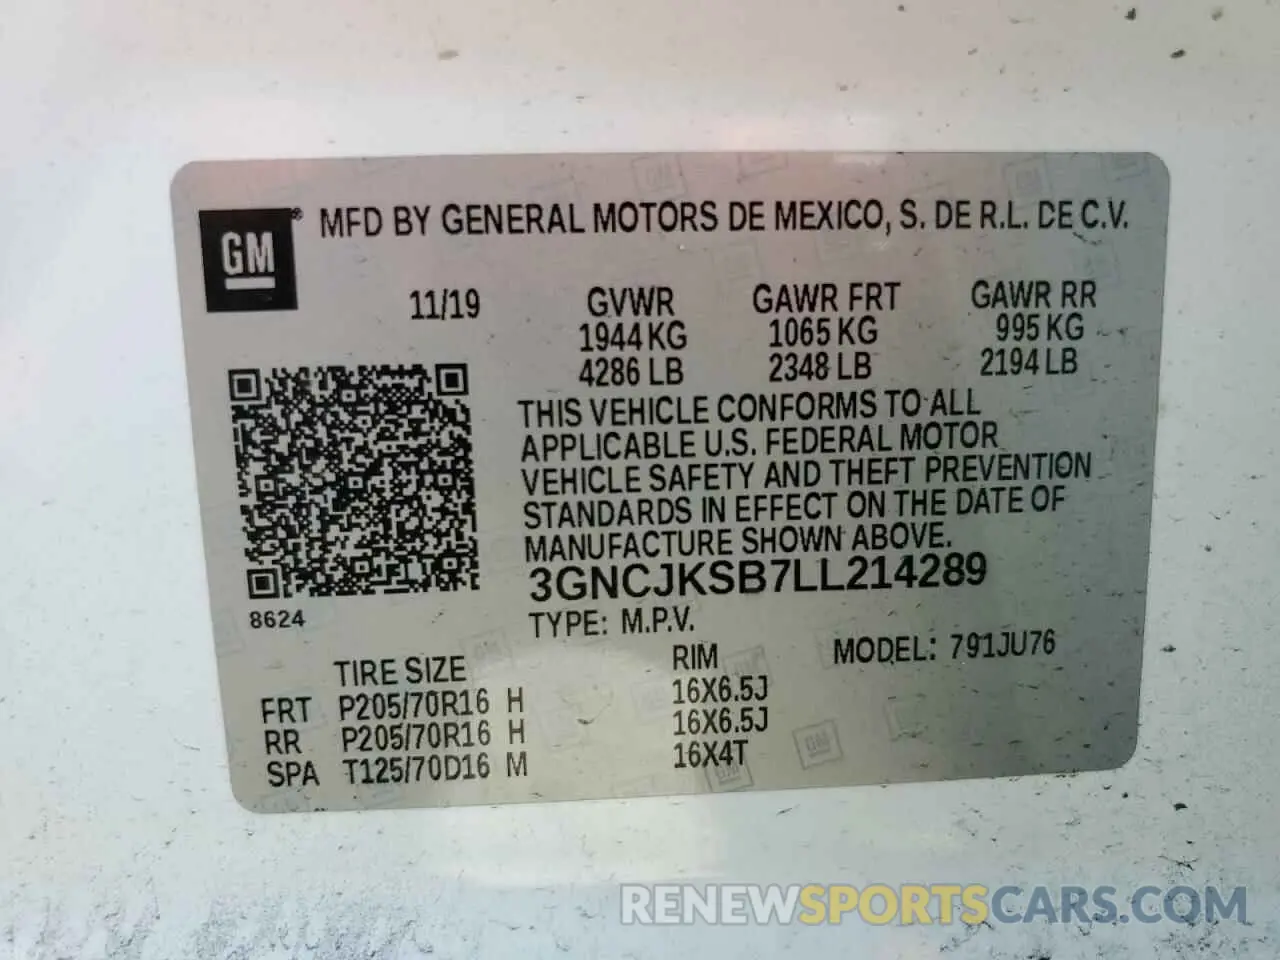 GM® MFD BY GENERAL MOTORS DE MEXICO, S. DE R.L. DE C.V.
11/19 GVWR GAWR FRT GAWR RR
1944 KG 1065 KG 995 KG
4286 LB 2348 LB 2194 LB
THIS VEHICLE CONFORMS TO ALL
APPLICABLE U.S. FEDERAL MOTOR
VEHICLE SAFETY AND THEFT PREVENTION
STANDARDS IN EFFECT ON THE DATE OF
MANUFACTURE SHOWN ABOVE.
3GNCJKSB7LL214289
8624
TYPE: M.P.V.
MODEL: 791JU76
TIRE SIZE RIM
FRT P205/70R16 H 16X6.5J
RR P205/70R16 H 16X6.5J
SPA T125/70D16 M 16X4T
RENEWSPORTSCARS.COM